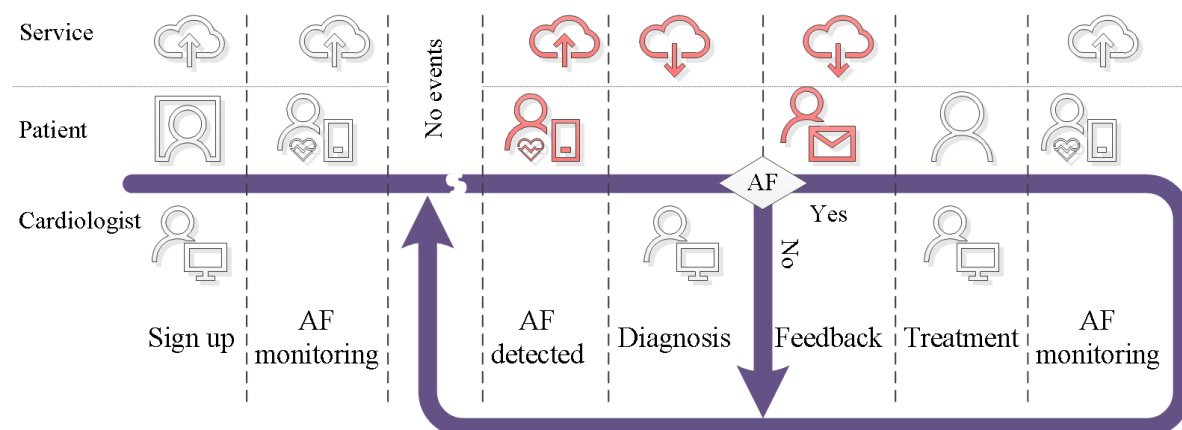 Service
Patient
Cardiologist
No events
AF
Yes
No
Sign up
AF
monitoring
AF
detected
Diagnosis
Feedback
Treatment
AF
monitoring